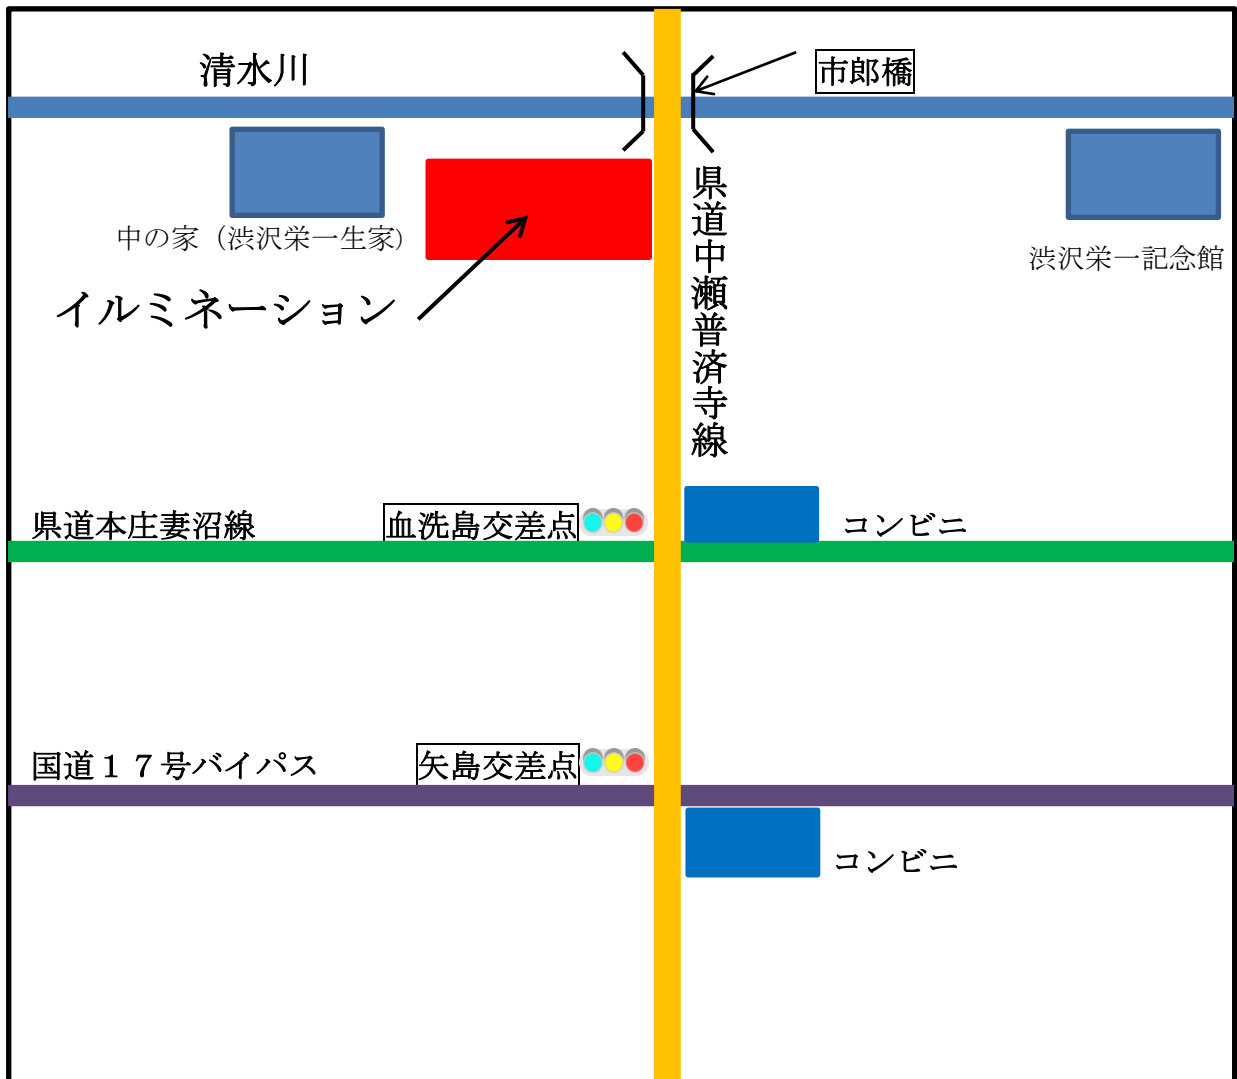 清水川
市郎橋
県道中瀬普済寺線
中の家（渋沢栄一生家）
渋沢栄一記念館
イルミネーション
県道本庄妻沼線
血洗島交差点
コンビニ
国道１７号バイパス
矢島交差点
コンビニ